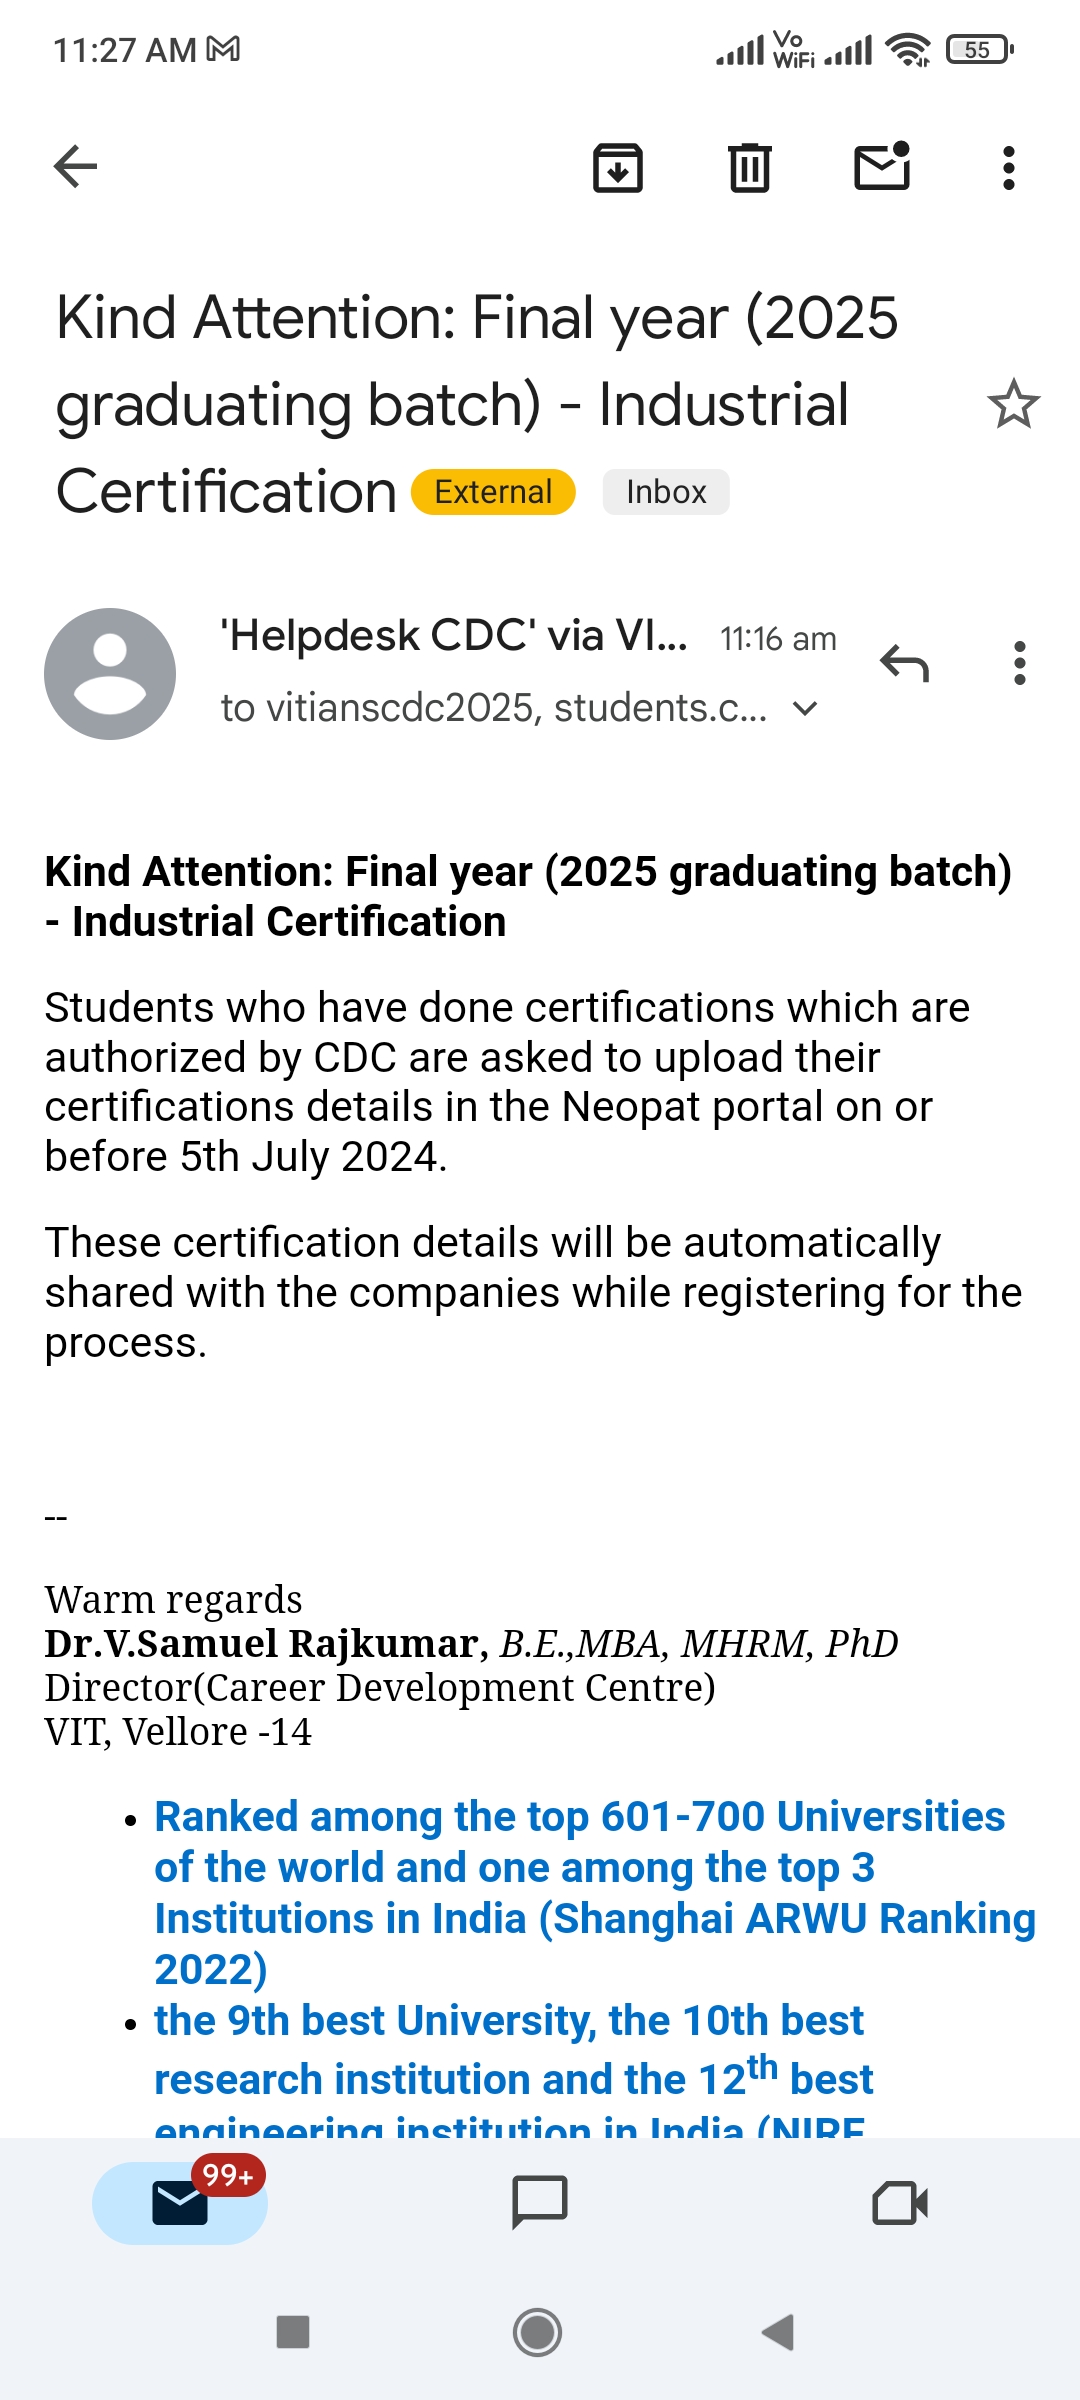 11:27 AM
Vo
WiFi
55
Kind Attention: Final year (2025
graduating batch) - Industrial
Certification External Inbox
'Helpdesk CDC' via VI... 11:16 am
to vitianscdc2025, students.c...
Kind Attention: Final year (2025 graduating batch)
- Industrial Certification
Students who have done certifications which are
authorized by CDC are asked to upload their
certifications details in the Neopat portal on or
before 5th July 2024.
These certification details will be automatically
shared with the companies while registering for the
process.
--
Warm regards
Dr.V.Samuel Rajkumar, B.E.,MBA, MHRM, PhD
Director(Career Development Centre)
VIT, Vellore -14
• Ranked among the top 601-700 Universities
of the world and one among the top 3
Institutions in India (Shanghai ARWU Ranking
2022)
• the 9th best University, the 10th best
research institution and the 12th best
engineering institution in India (NIRF
99+